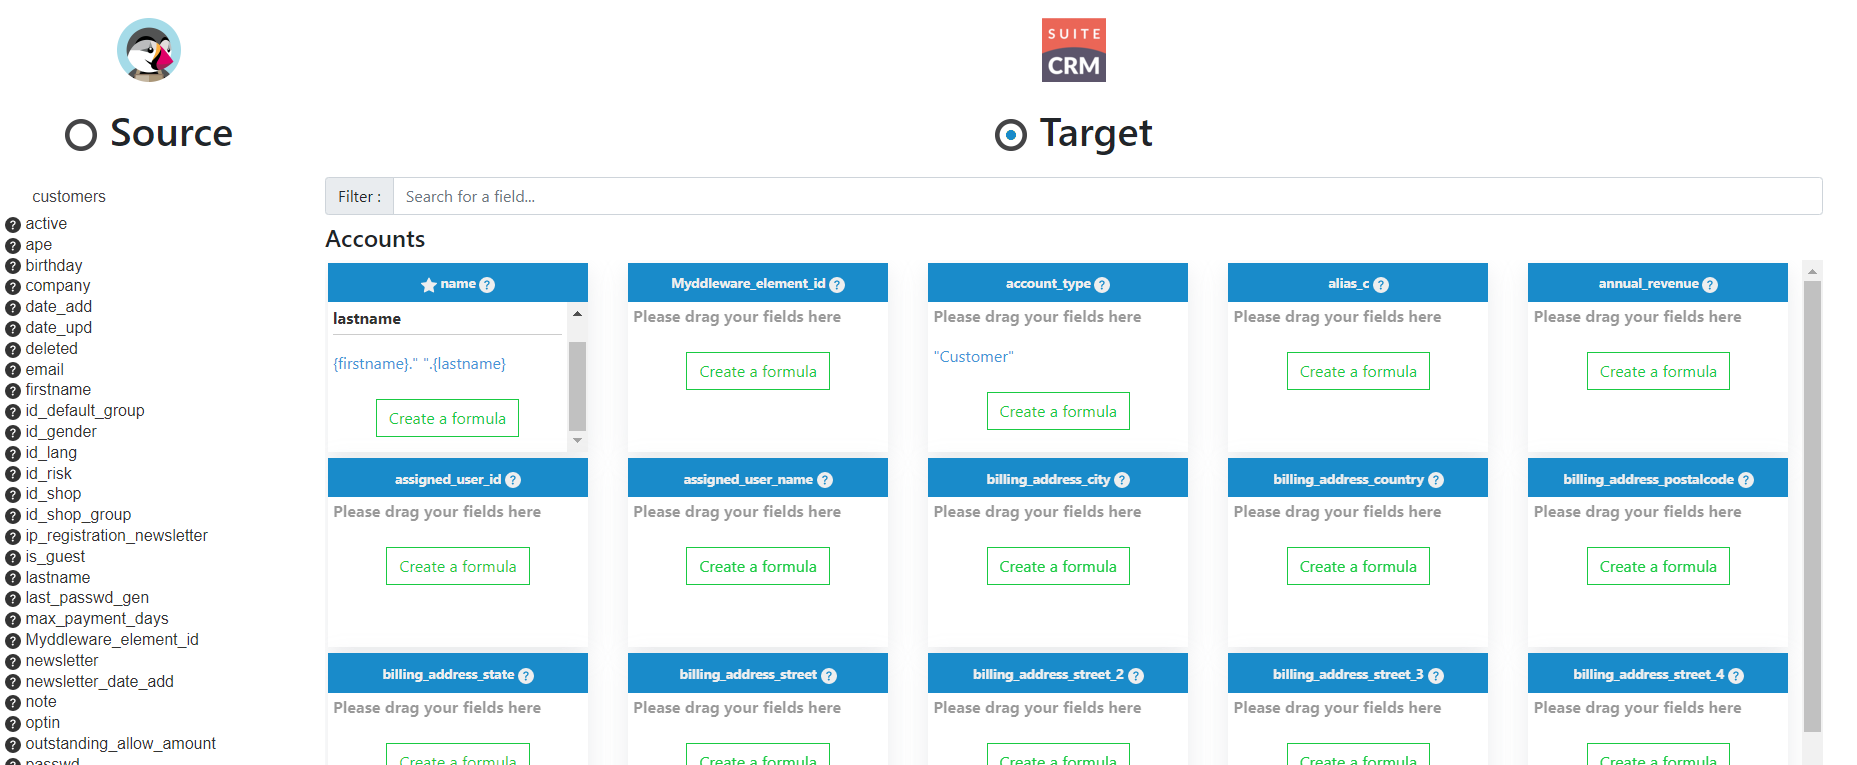 SUITE
CRM
Source
Target
customers
active
ape
birthday
company
date_add
date_upd
deleted
email
firstname
id_default_group
id_gender
id_lang
id_risk
id_shop
id_shop_group
ip_registration_newsletter
is_guest
lastname
last_passwd_gen
max_payment_days
Myddleware_element_id
newsletter
newsletter_date_add
note
optin
outstanding_allow_amount
passwd
Filter : Search for a field...
Accounts
name ? Myddleware_element_id ? account_type ? alias_c ? annual_revenue ?
lastname
{firstname}." ".{lastname}
Create a formula
Please drag your fields here
Create a formula
Please drag your fields here
"Customer"
Create a formula
Please drag your fields here
Create a formula
Please drag your fields here
Create a formula
assigned_user_id ? assigned_user_name ? billing_address_city ? billing_address_country ? billing_address_postalcode ?
Please drag your fields here Please drag your fields here Please drag your fields here Please drag your fields here Please drag your fields here
Create a formula Create a formula Create a formula Create a formula Create a formula
billing_address_state ? billing_address_street ? billing_address_street_2 ? billing_address_street_3 ? billing_address_street_4 ?
Please drag your fields here Please drag your fields here Please drag your fields here Please drag your fields here Please drag your fields here
Create a formula Create a formula Create a formula Create a formula Create a formula